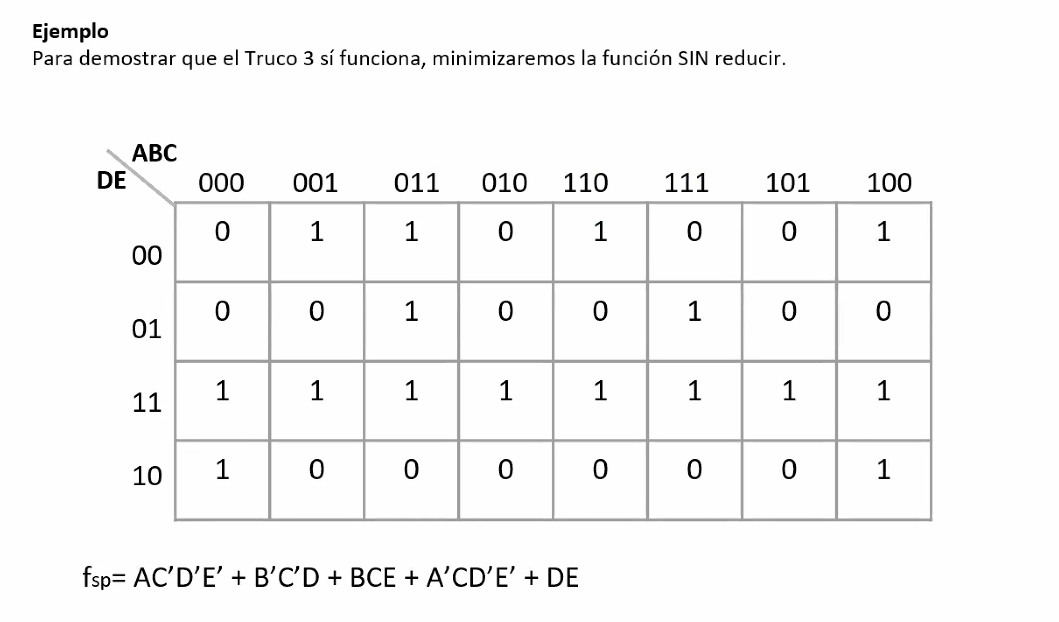 Ejemplo
Para demostrar que el Truco 3 sí funciona, minimizaremos la función SIN reducir.
ABC
DE 000 001 011 010 110 111 101 100
00 0 1 1 0 1 0 0 1
01 0 0 1 0 0 1 0 0
11 1 1 1 1 1 1 1 1
10 1 0 0 0 0 0 0 1
fsp= AC’D’E’ + B’C’D + BCE + A’CD’E’ + DE